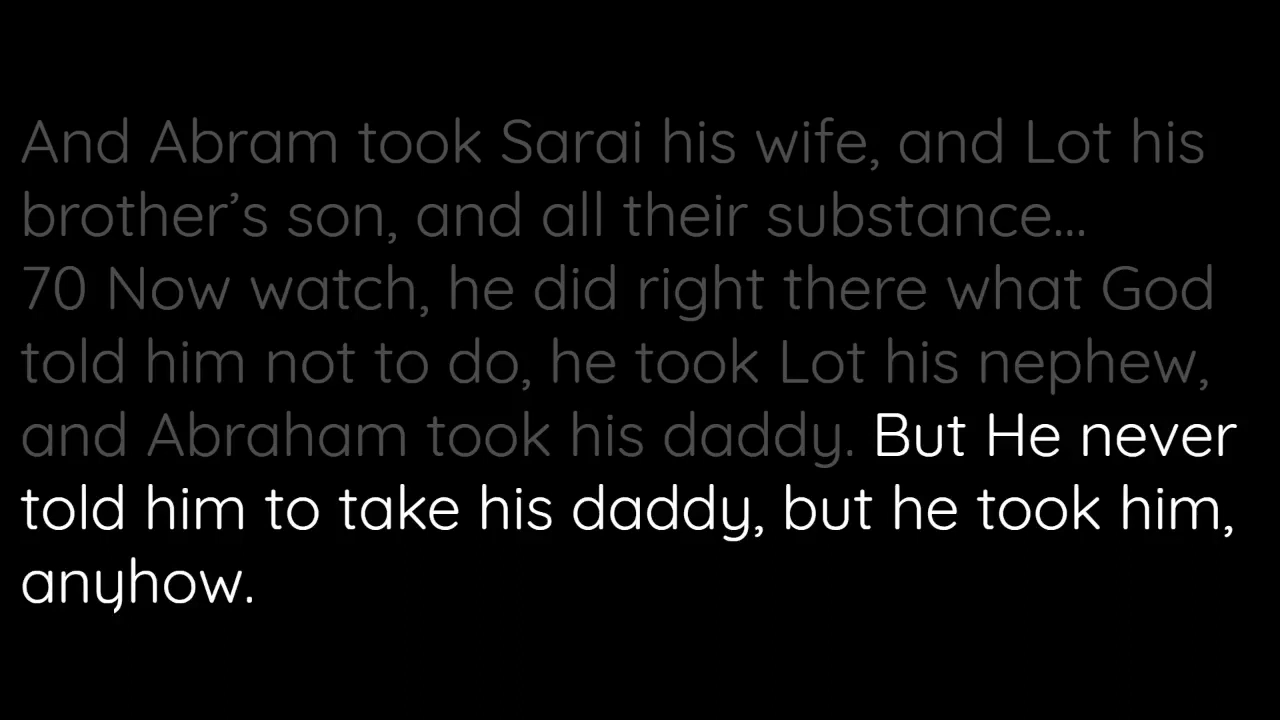 And Abram took Sarai his wife, and Lot his
brother’s son, and all their substance...
70 Now watch, he did right there what God
told him not to do, he took Lot his nephew,
and Abraham took his daddy. But He never
told him to take his daddy, but he took him,
anyhow.